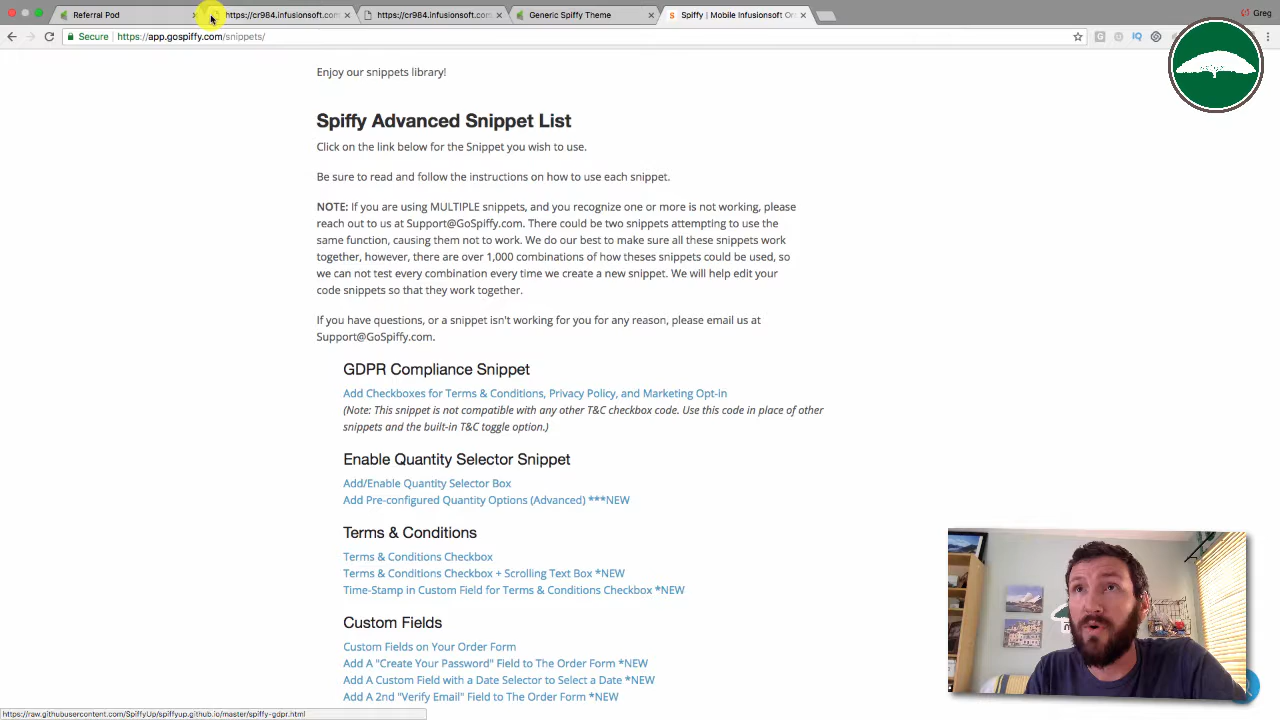 Referral Pod
https://cr984.infusionsoft.com
https://cr984.infusionsoft.com
Generic Spiffy Theme
Spiffy | Mobile Infusionsoft Or
Greg
Secure
https://app.gospiffy.com/snippets/
Enjoy our snippets library!
Spiffy Advanced Snippet List
Click on the link below for the Snippet you wish to use.
Be sure to read and follow the instructions on how to use each snippet.
NOTE: If you are using MULTIPLE snippets, and you recognize one or more is not working, please
reach out to us at Support@GoSpiffy.com. There could be two snippets attempting to use the
same function, causing them not to work. We do our best to make sure all these snippets work
together, however, there are over 1,000 combinations of how theses snippets could be used, so
we can not test every combination every time we create a new snippet. We will help edit your
code snippets so that they work together.
If you have questions, or a snippet isn't working for you for any reason, please email us at
Support@GoSpiffy.com.
GDPR Compliance Snippet
Add Checkboxes for Terms & Conditions, Privacy Policy, and Marketing Opt-in
(Note: This snippet is not compatible with any other T&C checkbox code. Use this code in place of other
snippets and the built-in T&C toggle option.)
Enable Quantity Selector Snippet
Add/Enable Quantity Selector Box
Add Pre-configured Quantity Options (Advanced) ***NEW
Terms & Conditions
Terms & Conditions Checkbox
Terms & Conditions Checkbox + Scrolling Text Box *NEW
Time-Stamp in Custom Field for Terms & Conditions Checkbox *NEW
Custom Fields
Custom Fields on Your Order Form
Add A "Create Your Password" Field to The Order Form *NEW
Add A Custom Field with a Date Selector to Select a Date *NEW
Add A 2nd "Verify Email" Field to The Order Form *NEW
https://raw.githubusercontent.com/SpiffyUp/spiffyup.github.io/master/spiffy-gdpr.html